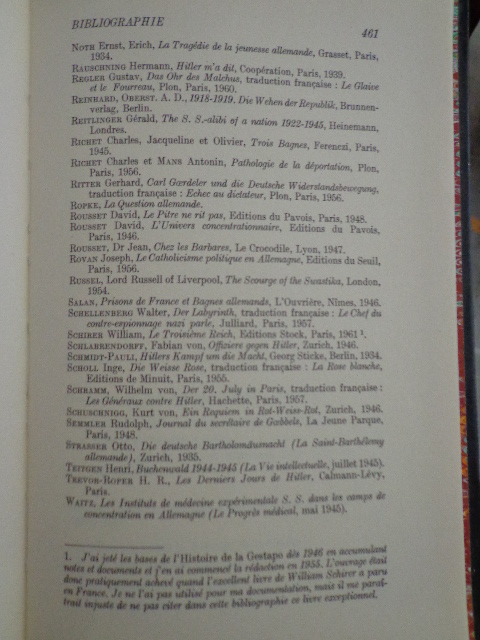 BIBLIOGRAPHIE 461
NOTH Ernst, Erich, La Tragédie de la jeunesse allemande, Grasset, Paris,
1934.
RAUSCHNING Hermann, Hitler m'a dit, Coopération, Paris, 1939.
REGLER Gustav, Das Ohr des Malchus, traduction française : Le Glaive
et le Fourreau, Plon, Paris, 1960.
REINHARD, OBERST. A. D., 1918-1919. Die Wehen der Republik, Brunnen-
verlag, Berlin.
REITLINGER Gérald, The S. S.-alibi of a nation 1922-1945, Heinemann,
Londres.
RICHET Charles, Jacqueline et Olivier, Trois Bagnes, Ferenczi, Paris,
1945.
RICHET Charles et MANS Antonin, Pathologie de la déportation, Plon,
Paris, 1956.
RITTER Gerhard, Carl Gœrdeler und die Deutsche Widerstandsbewegung,
traduction française : Echec au dictateur, Plon, Paris, 1956.
ROPKE, La Question allemande.
ROUSSET David, Le Pitre ne rit pas, Editions du Pavois, Paris, 1948.
ROUSSET David, L'Univers concentrationnaire, Editions du Pavois,
Paris, 1946.
ROUSSET, Dr Jean, Chez les Barbares, Le Crocodile, Lyon, 1947.
ROVAN Joseph, Le Catholicisme politique en Allemagne, Editions du Seuil,
Paris, 1956.
RUSSEL, Lord Russell of Liverpool, The Scourge of the Swastika, London,
1954.
SALAN, Prisons de France et Bagnes allemands, L'Ouvrière, Nîmes, 1946.
SCHELLENBERG Walter, Der Labyrinth, traduction française : Le Chef du
contre-espionnage nazi parle, Julliard, Paris, 1957.
SCHIRER William, Le Troisième Reich, Editions Stock, Paris, 1961 ¹.
SCHLABRENDORFF, Fabian von, Offiziere gegen Hitler, Zurich, 1946.
SCHMIDT-PAULI, Hitlers Kampf um die Macht, Georg Sticke, Berlin, 1934.
SCHOLL Inge, Die Weisse Rose, traduction française : La Rose blanche,
Editions de Minuit, Paris, 1955.
SCHRAMM, Wilhelm von, Der 20. July in Paris, traduction française :
Les Généraux contre Hitler, Hachette, Paris, 1957.
SCHUSCHNIGG, Kurt von, Ein Requiem in Rot-Weiss-Rot, Zurich, 1946.
SEMMLER Rudolph, Journal du secrétaire de Gœbbels, La Jeune Parque,
Paris, 1948.
STRASSER Otto, Die deutsche Bartholomäusnacht (La Saint-Barthélemy
allemande), Zurich, 1935.
TEITGEN Henri, Buchenwald 1944-1945 (La Vie intellectuelle, juillet 1945).
TREVOR-ROPER H. R., Les Derniers Jours de Hitler, Calmann-Lévy,
Paris.
WAITZ, Les Instituts de médecine expérimentale S. S. dans les camps de
concentration en Allemagne (Le Progrès médical, mai 1945).
1. J'ai jeté les bases de l'Histoire de la Gestapo dès 1946 en accumulant
notes et documents et j'en ai commencé la rédaction en 1955. L'ouvrage était
donc pratiquement achevé quand l'excellent livre de William Schirer a paru
en France. Je ne l'ai pas utilisé pour ma documentation, mais il me paraî-
trait injuste de ne pas citer dans cette bibliographie ce livre exceptionnel.